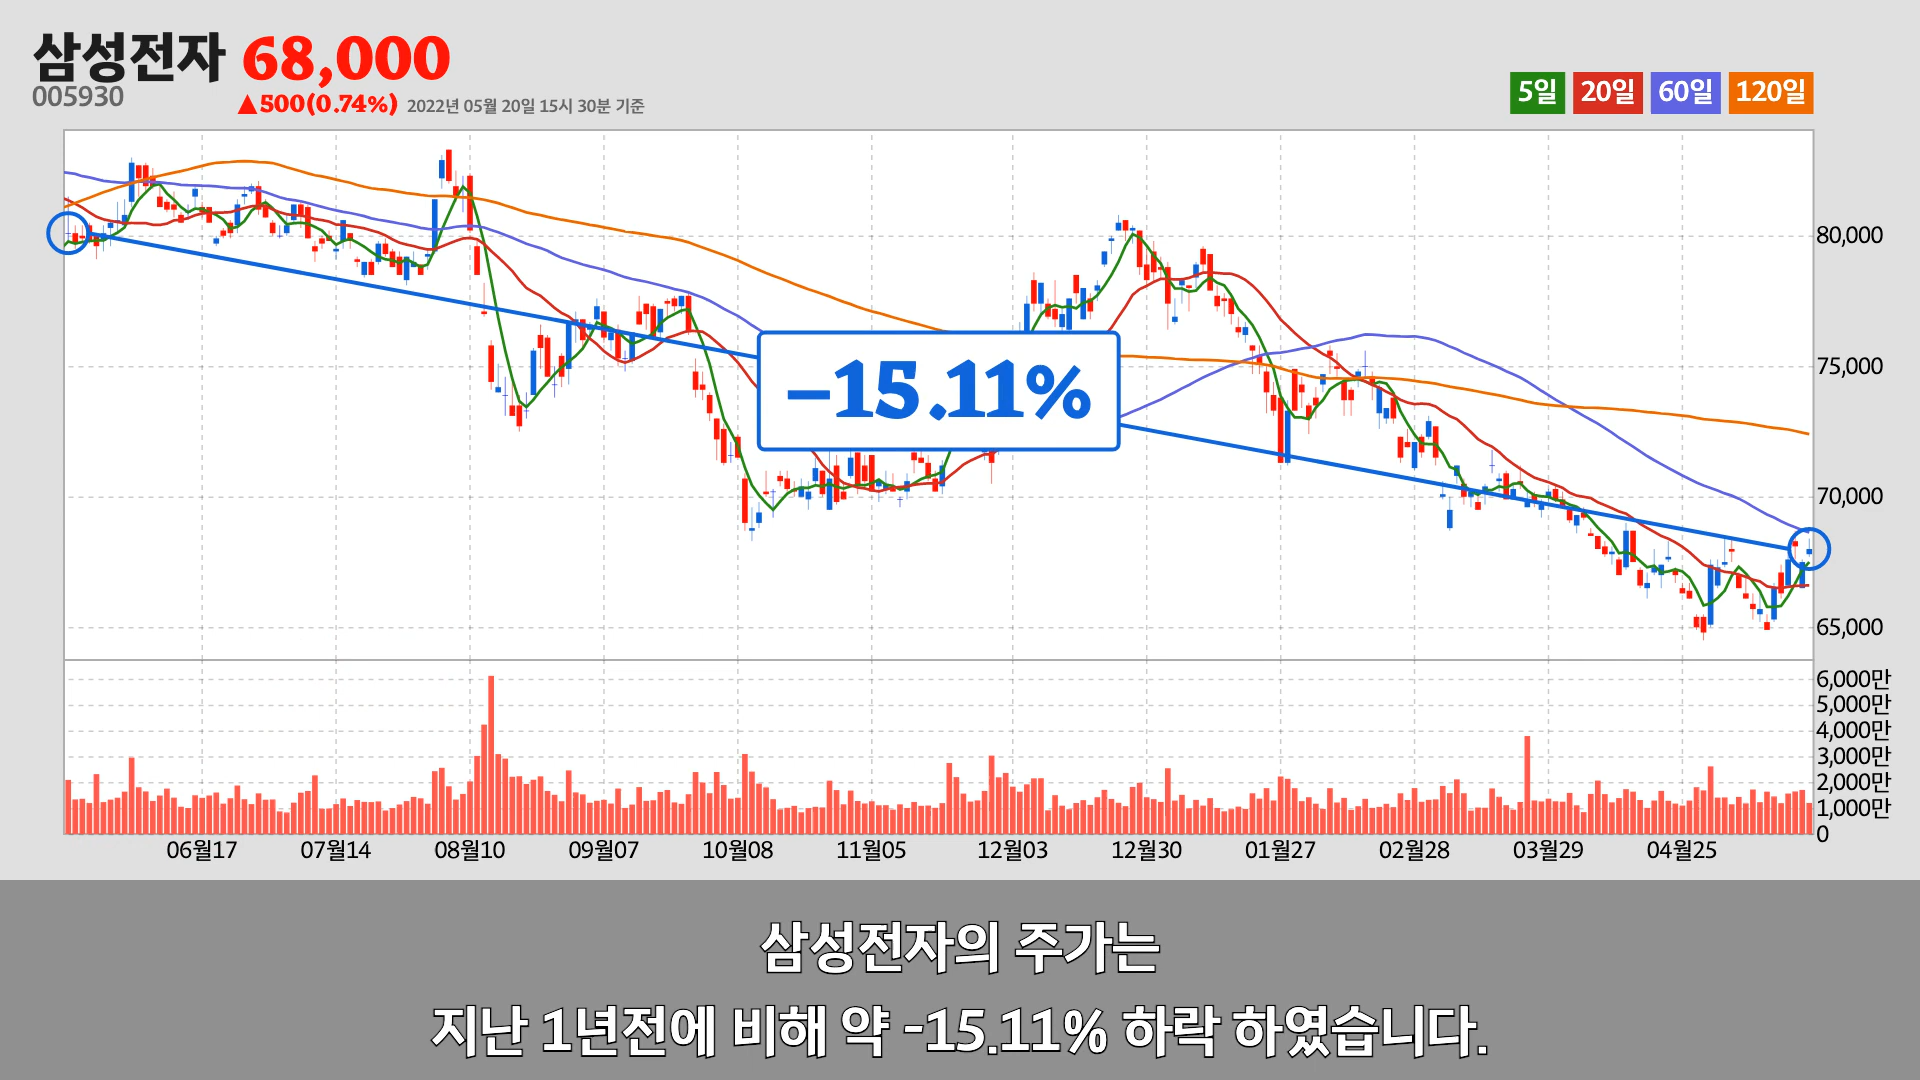 삼성전자 68,000
005930
▲500(0.74%) 2022년 05월 20일 15시 30분 기준
5일 20일 60일 120일
80,000
75,000
-15.11%
70,000
65,000
6,000만
5,000만
4,000만
3,000만
2,000만
1,000만
0
06월17 07월14 08월10 09월07 10월08 11월05 12월03 12월30 01월27 02월28 03월29 04월25
삼성전자의 주가는
지난 1년전에 비해 약 -15.11% 하락 하였습니다.